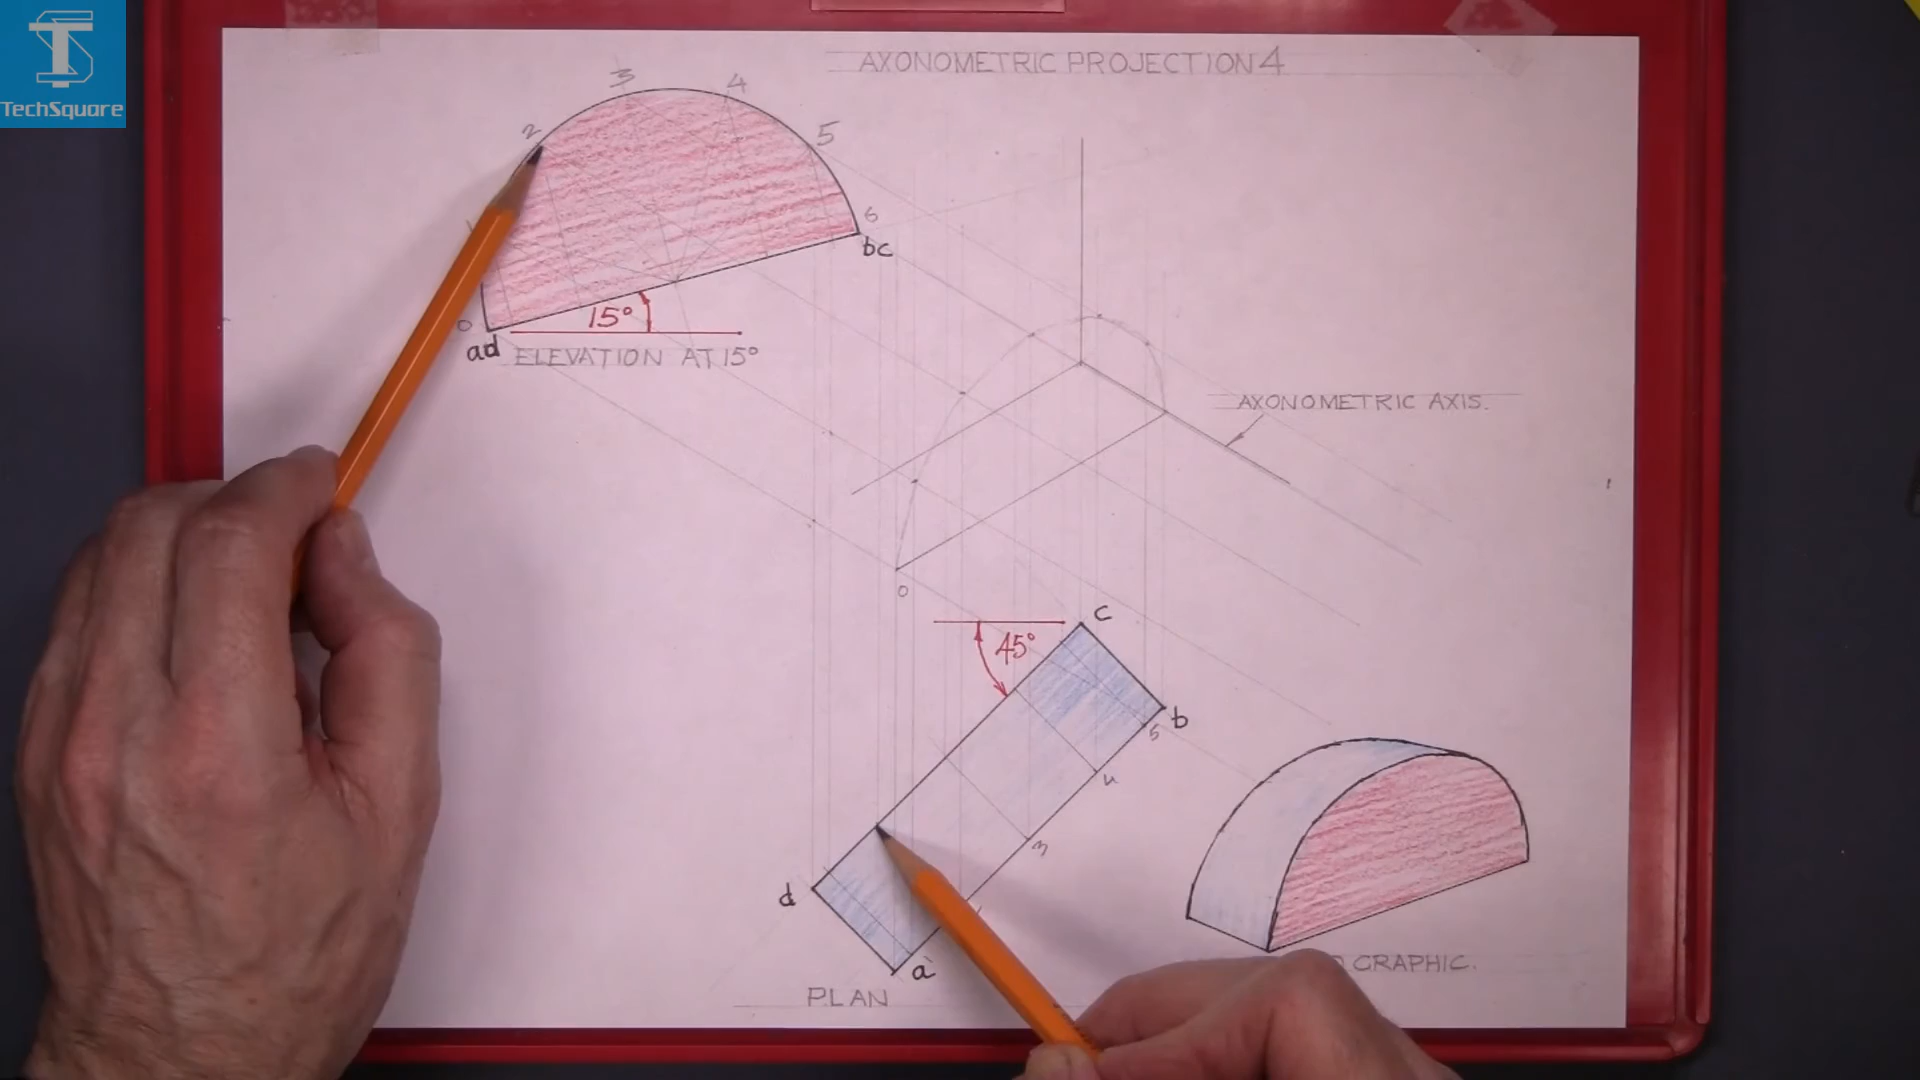 TechSquare
AXONOMETRIC PROJECTION 4
3
4
2
5
6
bc
0
ad
15°
ELEVATION AT 15°
AXONOMETRIC AXIS.
0
c
45°
b
5
4
3
d
a
GRAPHIC.
PLAN